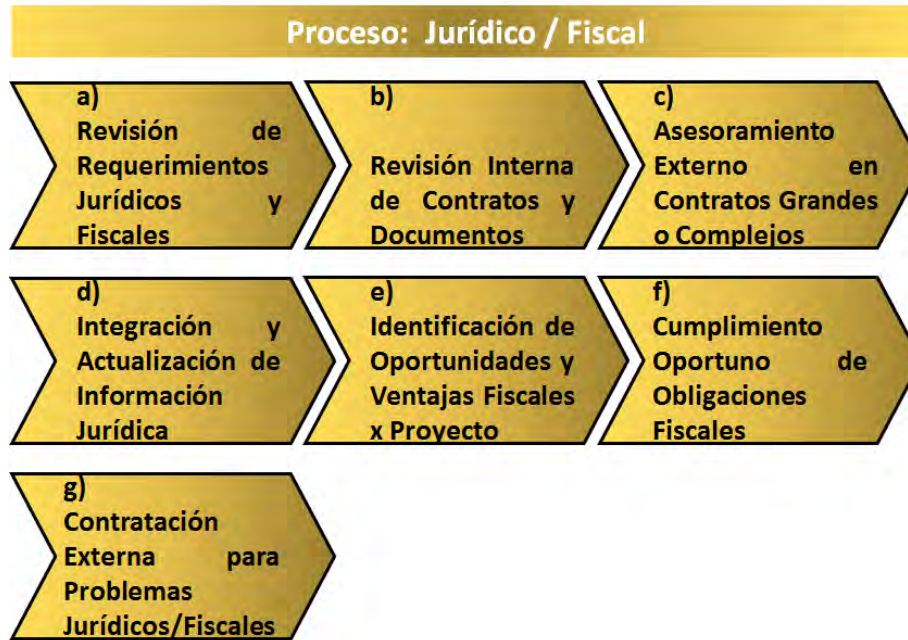 Proceso: Jurídico / Fiscal
a)
Revisión de
Requerimientos
Jurídicos y
Fiscales
b)
Revisión Interna
de Contratos y
Documentos
c)
Asesoramiento
Externo en
Contratos Grandes
o Complejos
d)
Integración y
Actualización de
Información
Jurídica
e)
Identificación de
Oportunidades y
Ventajas Fiscales
x Proyecto
f)
Cumplimiento
Oportuno de
Obligaciones
Fiscales
g)
Contratación
Externa para
Problemas
Jurídicos/Fiscales